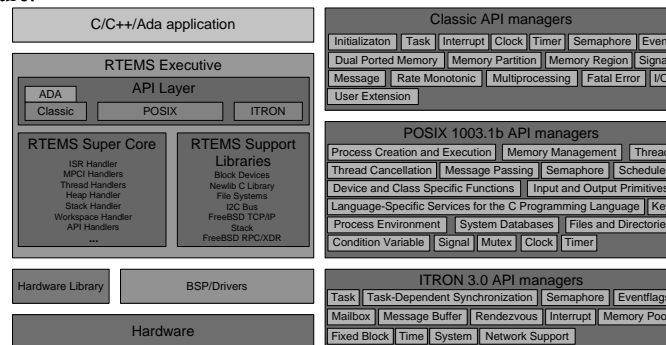 C/C++/Ada application
RTEMS Executive
API Layer
ADA
Classic
POSIX
ITRON
RTEMS Super Core
ISR Handler
MPCI Handlers
Thread Handlers
Heap Handler
Stack Handler
Workspace Handler
API Handlers
...
RTEMS Support
Libraries
Block Devices
Newlib C Library
File Systems
I2C Bus
FreeBSD TCP/IP
Stack
FreeBSD RPC/XDR
Hardware Library
BSP/Drivers
Hardware
Classic API managers
Initializaton Task Interrupt Clock Timer Semaphore Even
Dual Ported Memory Memory Partition Memory Region Signa
Message Rate Monotonic Multiprocessing Fatal Error I/O
User Extension
POSIX 1003.1b API managers
Process Creation and Execution Memory Management Thread
Thread Cancellation Message Passing Semaphore Schedule
Device and Class Specific Functions Input and Output Primitives
Language-Specific Services for the C Programming Language Ke
Process Environment System Databases Files and Directorie
Condition Variable Signal Mutex Clock Timer
ITRON 3.0 API managers
Task Task-Dependent Synchronization Semaphore Eventflags
Mailbox Message Buffer Rendezvous Interrupt Memory Poo
Fixed Block Time System Network Support